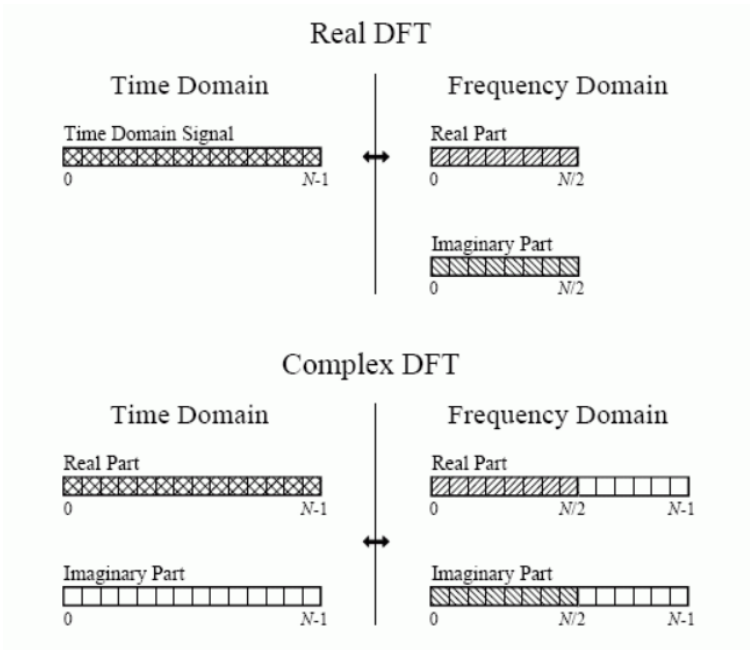 Real DFT
Time Domain
Frequency Domain
Time Domain Signal
0 N-1
Real Part
0 N/2
Imaginary Part
0 N/2
Complex DFT
Time Domain
Frequency Domain
Real Part
0 N-1
Real Part
0 N/2 N-1
Imaginary Part
0 N-1
Imaginary Part
0 N/2 N-1